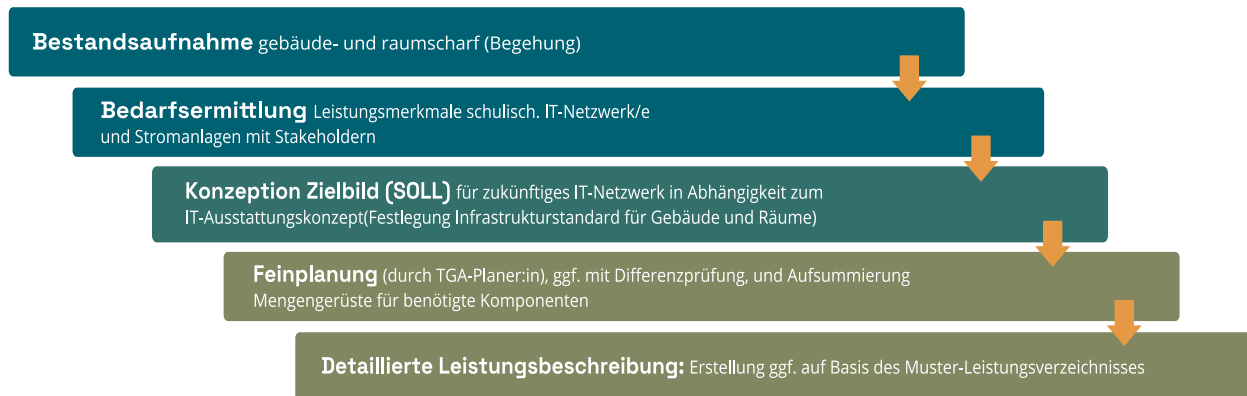 Bestandsaufnahme gebäude- und raumscharf (Begehung)
Bedarfsermittlung Leistungsmerkmale schulisch. IT-Netzwerk/e
und Stromanlagen mit Stakeholdern
Konzeption Zielbild (SOLL) für zukünftiges IT-Netzwerk in Abhängigkeit zum
IT-Ausstattungskonzept(Festlegung Infrastrukturstandard für Gebäude und Räume)
Feinplanung (durch TGA-Planer:in), ggf. mit Differenzprüfung, und Aufsummierung
Mengengerüste für benötigte Komponenten
Detaillierte Leistungsbeschreibung: Erstellung ggf. auf Basis des Muster-Leistungsverzeichnisses